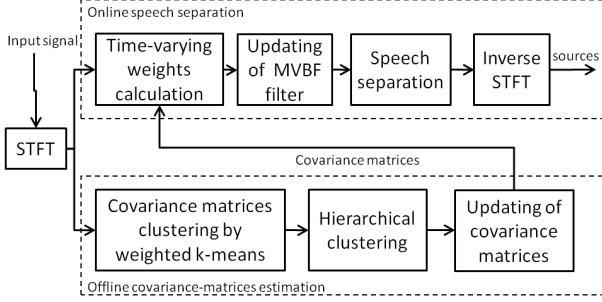 Online speech separation
Input signal
Time-varying
weights
calculation
Updating
of MVBF
filter
Speech
separation
Inverse
STFT
sources
STFT
Covariance matrices
Covariance matrices
clustering by
weighted k-means
Hierarchical
clustering
Updating of
covariance
matrices
Offline covariance-matrices estimation